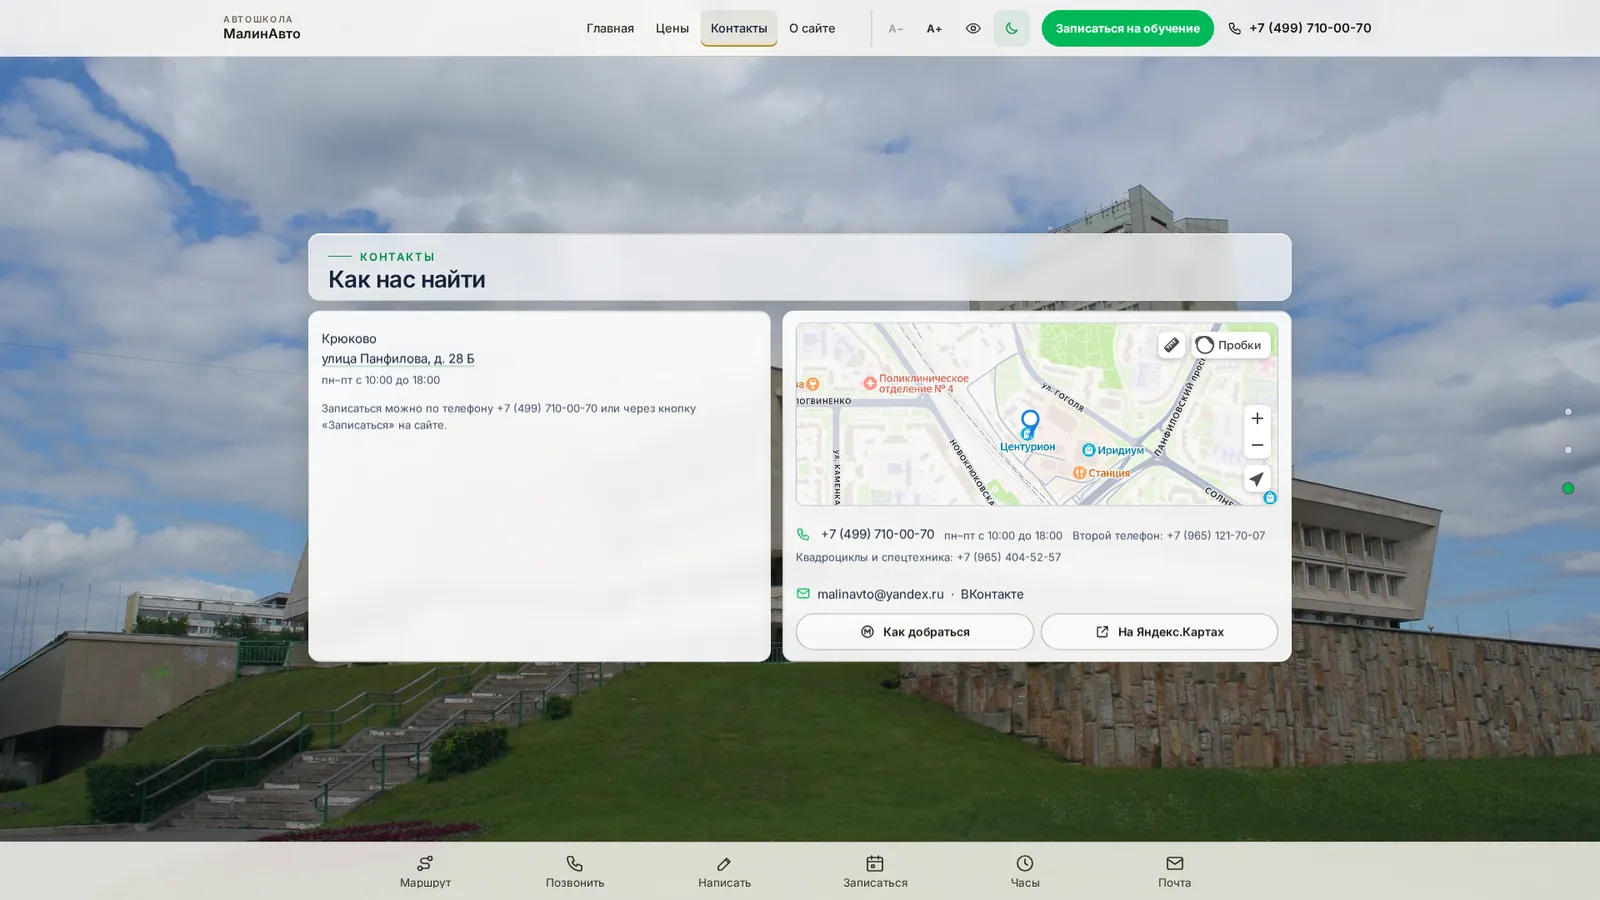 АВТОШКОЛА
МалинАвто
Главная
Цены
Контакты
О сайте
A−
A+
Записаться на обучение
+7 (499) 710-00-70
КОНТАКТЫ
Как нас найти
Крюково
улица Панфилова, д. 28 Б
пн–пт с 10:00 до 18:00
Записаться можно по телефону +7 (499) 710-00-70 или через кнопку
«Записаться» на сайте.
Пробки
Поликлиническое
отделение № 4
ЛОГВИНЕНКО
ул. ГОГОЛЯ
Центурион
Иридиум
Станция
ул. КАМЕНКА
+7 (499) 710-00-70 пн–пт с 10:00 до 18:00 Второй телефон: +7 (965) 121-70-07
Квадроциклы и спецтехника: +7 (965) 404-52-57
malinavto@yandex.ru · ВКонтакте
Как добраться
На Яндекс.Картах
Маршрут
Позвонить
Написать
Записаться
Часы
Почта